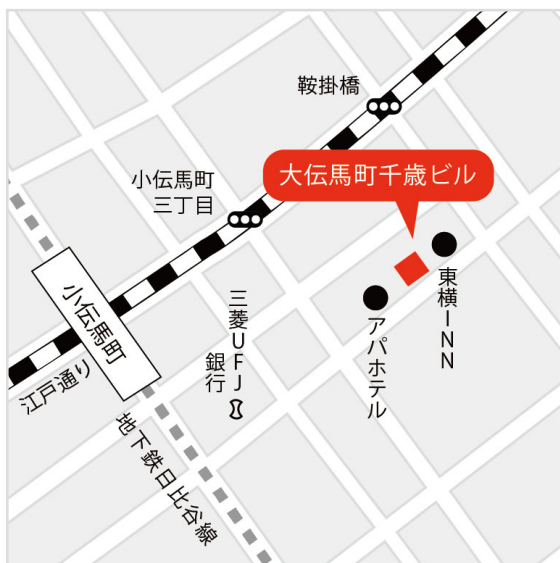 鞍掛橋
大伝馬町千歳ビル
小伝馬町
三丁目
小伝馬町
江戸通り
三菱UFJ
銀行
東横INN
アパホテル
地下鉄日比谷線